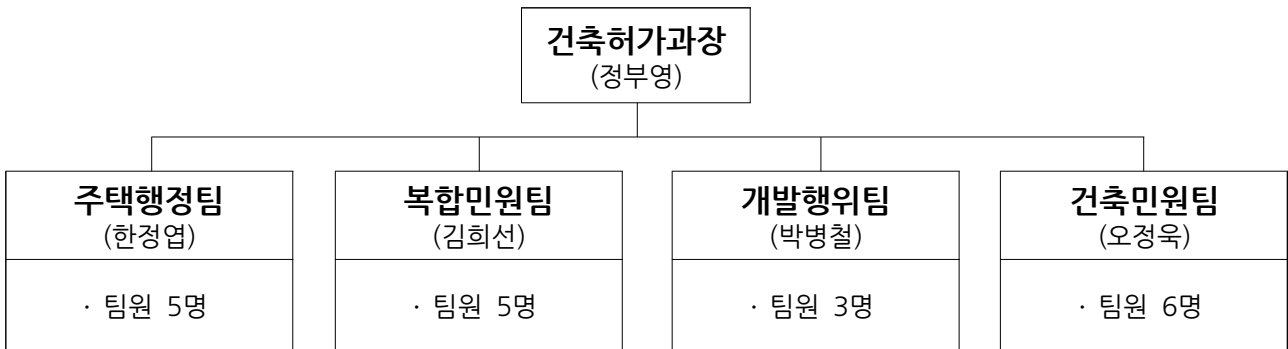 건축허가과장
(정부영)
주택행정팀
(한정엽)
· 팀원 5명
복합민원팀
(김희선)
· 팀원 5명
개발행위팀
(박병철)
· 팀원 3명
건축민원팀
(오정욱)
· 팀원 6명